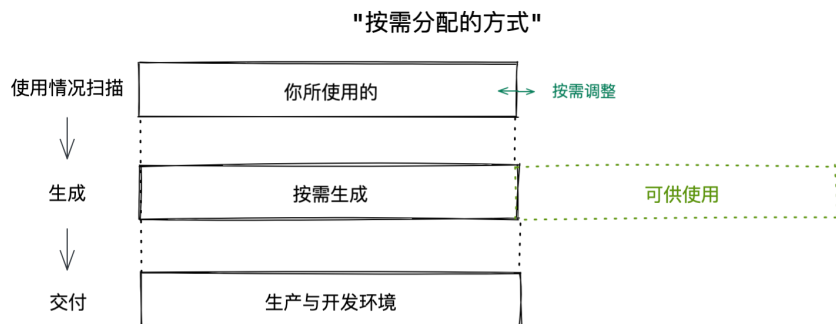 "按需分配的方式"
使用情况扫描
你所使用的
按需调整
生成
按需生成
可供使用
交付
生产与开发环境